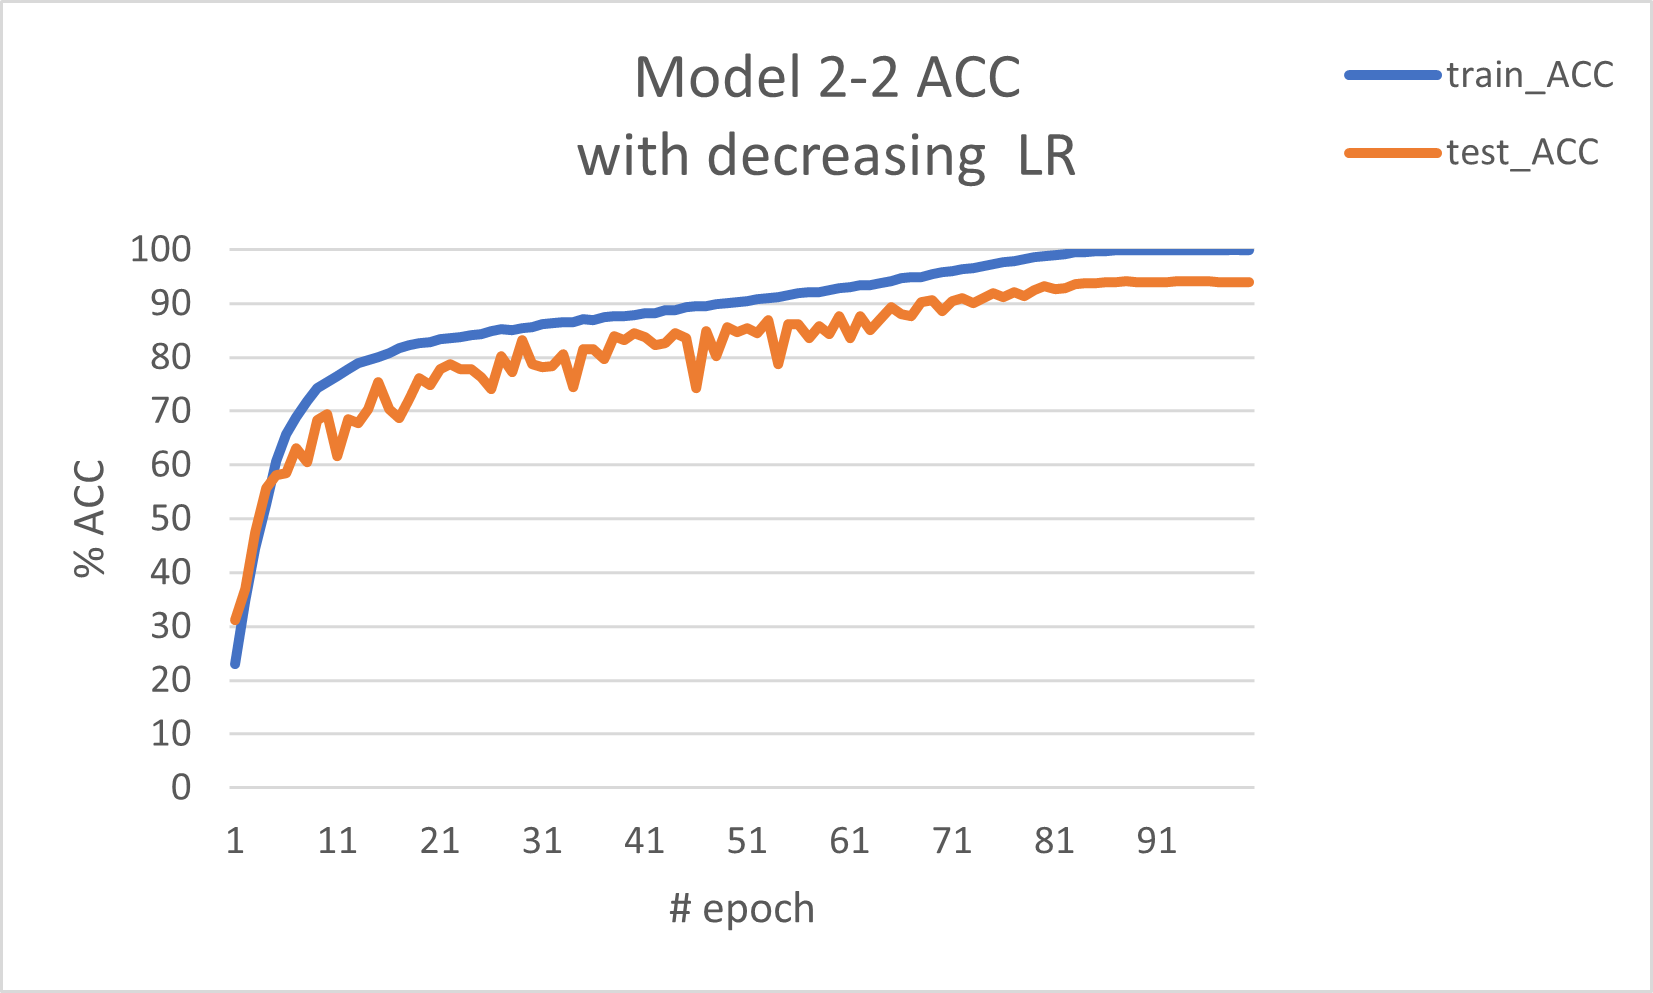 Model 2-2 ACC
with decreasing  LR
train_ACC
test_ACC
% ACC
100
90
80
70
60
50
40
30
20
10
0
1 11 21 31 41 51 61 71 81 91
# epoch